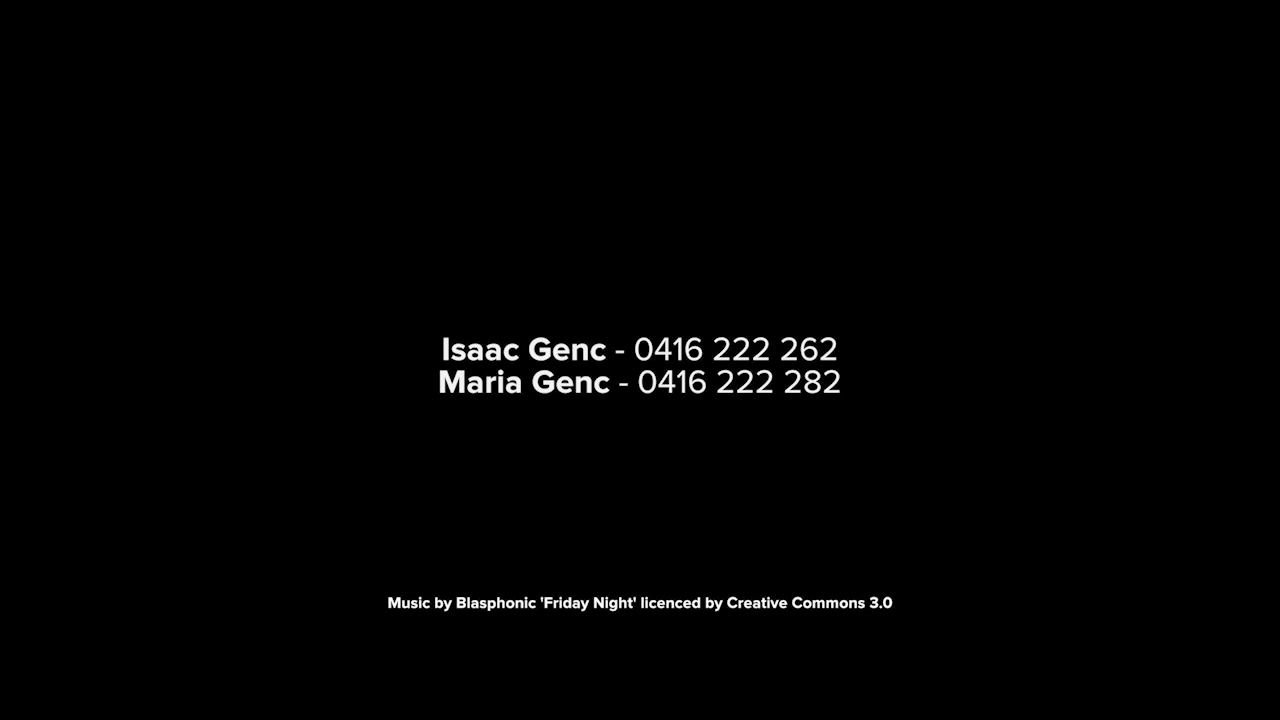 Isaac Genc - 0416 222 262
Maria Genc - 0416 222 282
Music by Blasphonic 'Friday Night' licenced by Creative Commons 3.0